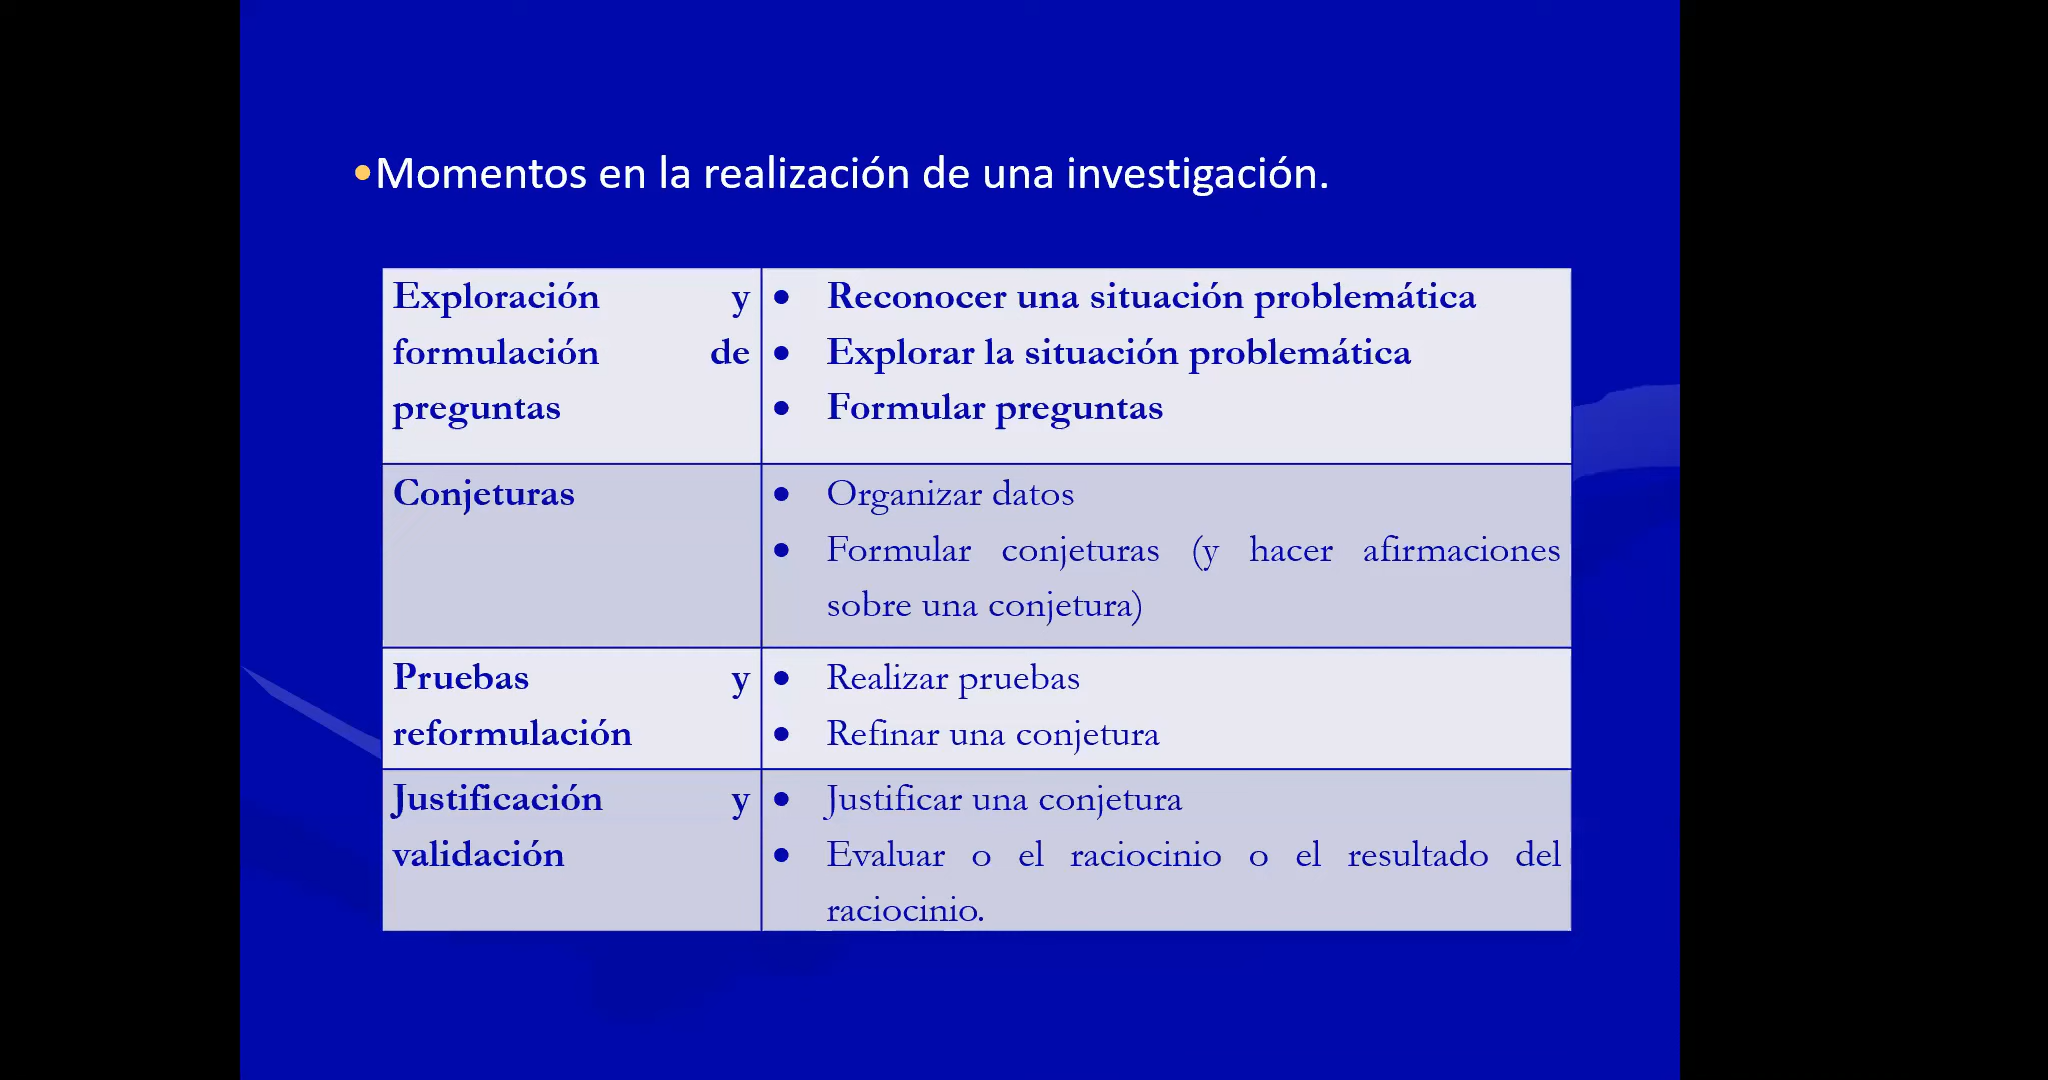 •Momentos en la realización de una investigación.
Exploración y
formulación de
preguntas
• Reconocer una situación problemática
• Explorar la situación problemática
• Formular preguntas
Conjeturas
• Organizar datos
• Formular conjeturas (y hacer afirmaciones
sobre una conjetura)
Pruebas y
reformulación
• Realizar pruebas
• Refinar una conjetura
Justificación y
validación
• Justificar una conjetura
• Evaluar o el raciocinio o el resultado del
raciocinio.